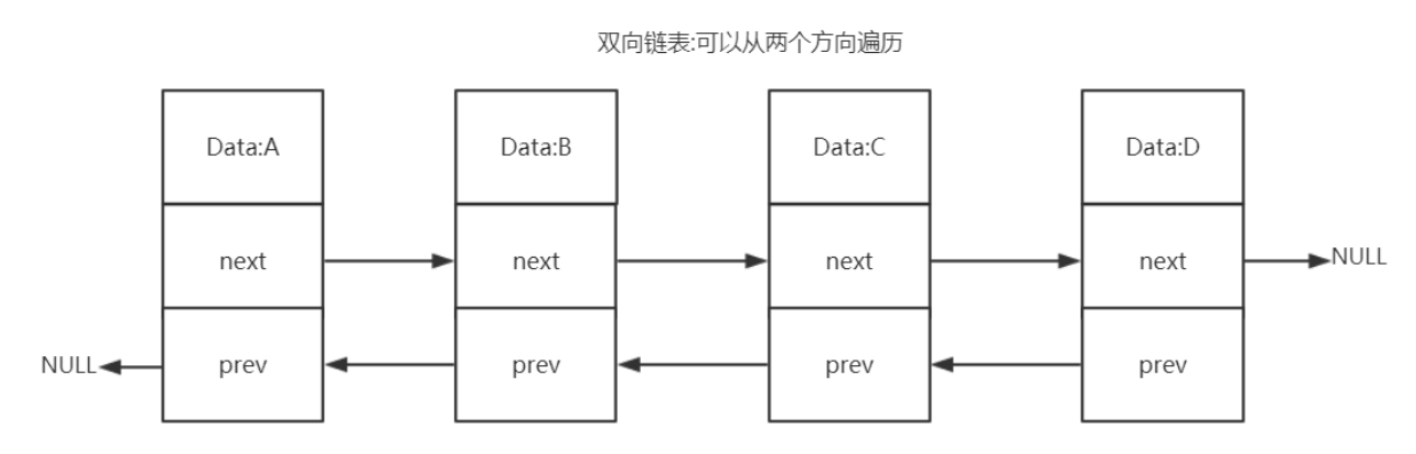 双向链表:可以从两个方向遍历
Data:A Data:B Data:C Data:D
next next next next NULL
NULL prev prev prev prev